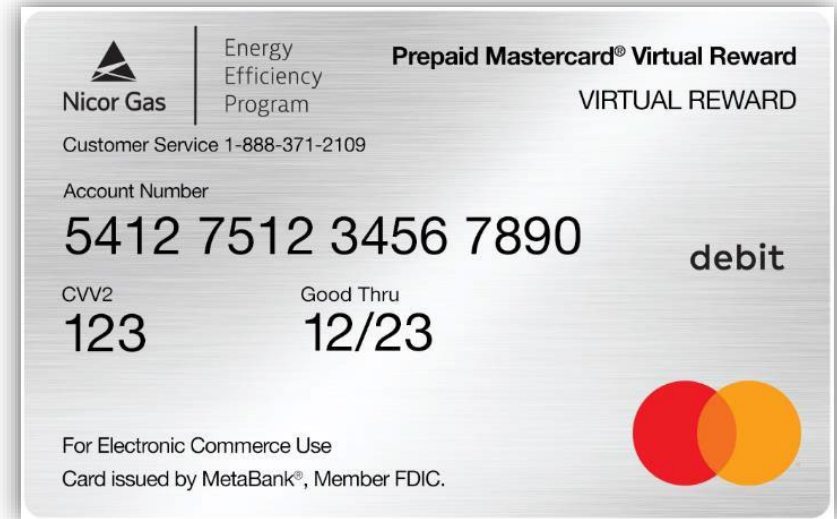 Nicor Gas
Energy
Efficiency
Program
Prepaid Mastercard® Virtual Reward
VIRTUAL REWARD
Customer Service 1-888-371-2109
Account Number
5412 7512 3456 7890
debit
CVV2
123
Good Thru
12/23
For Electronic Commerce Use
Card issued by MetaBank®, Member FDIC.